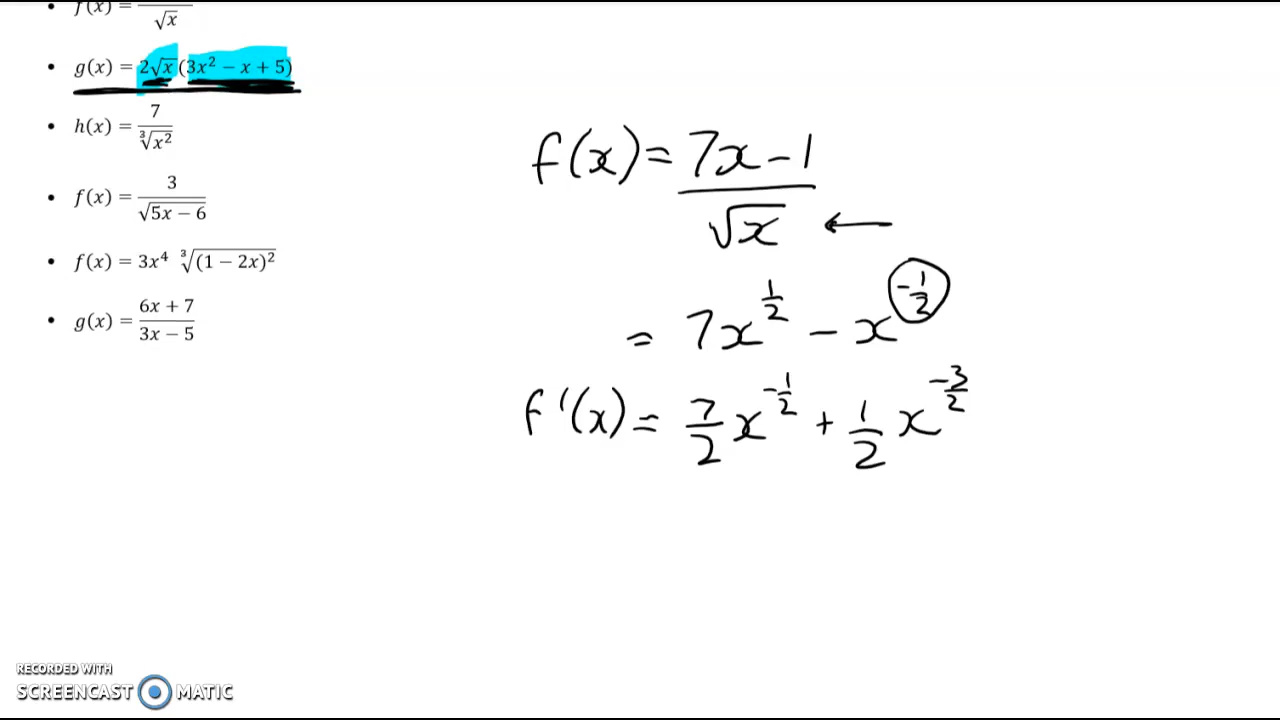 • f(x) = √x
• g(x) = 2√x (3x² − x + 5)
• h(x) = 7/∛x²
• f(x) = 3/√(5x − 6)
• f(x) = 3x⁴ ∛(1 − 2x)²
• g(x) = (6x + 7)/(3x − 5)
f(x) = (7x − 1)/√x ←
= 7x^(1/2) − x^(-1/2)
f'(x) = 7/2 x^(-1/2) + 1/2 x^(-3/2)
RECORDED WITH
SCREENCAST MATIC